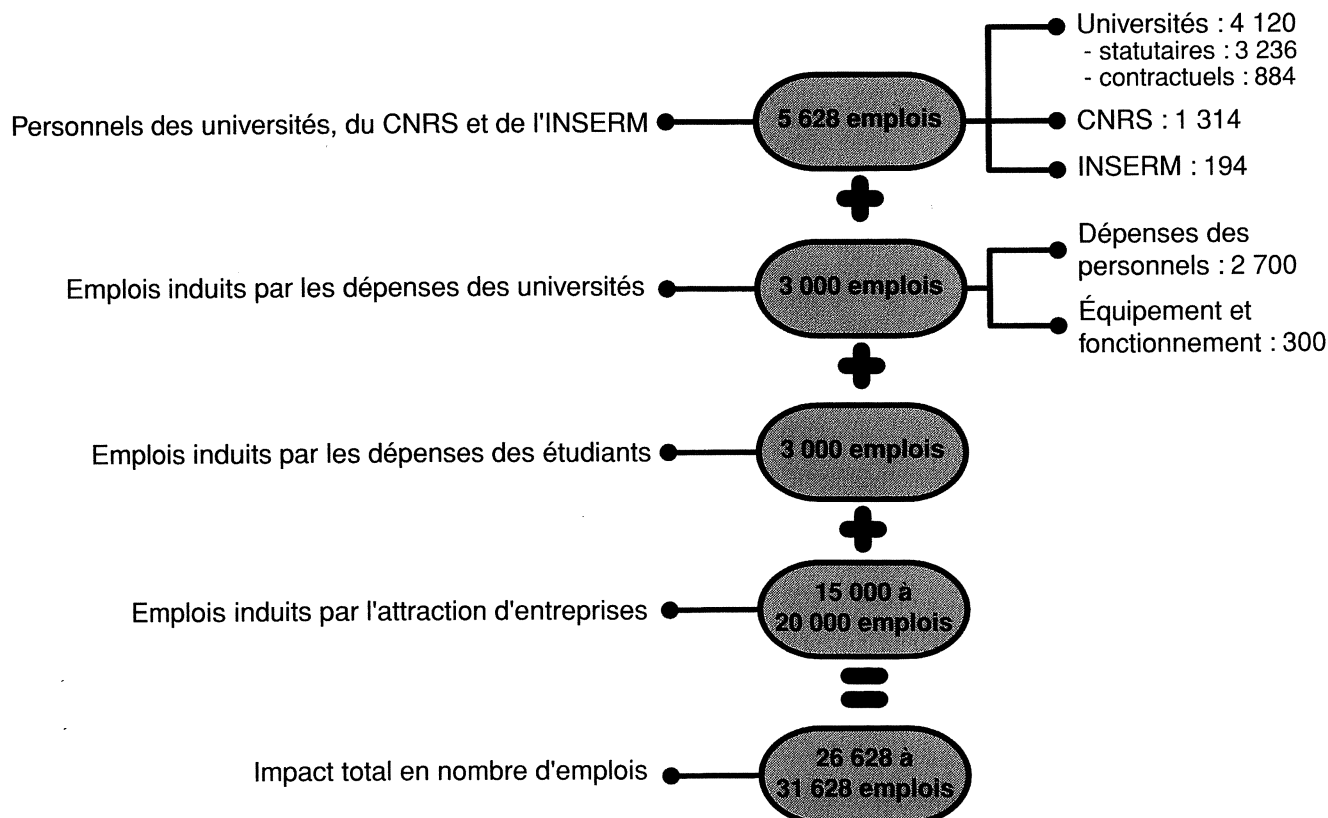 Universités : 4 120
- statutaires : 3 236
- contractuels : 884
Personnels des universités, du CNRS et de l'INSERM
5 628 emplois
CNRS : 1 314
INSERM : 194
Emplois induits par les dépenses des universités
3 000 emplois
Dépenses des
personnels : 2 700
Équipement et
fonctionnement : 300
Emplois induits par les dépenses des étudiants
3 000 emplois
Emplois induits par l'attraction d'entreprises
15 000 à
20 000 emplois
Impact total en nombre d'emplois
26 628 à
31 628 emplois